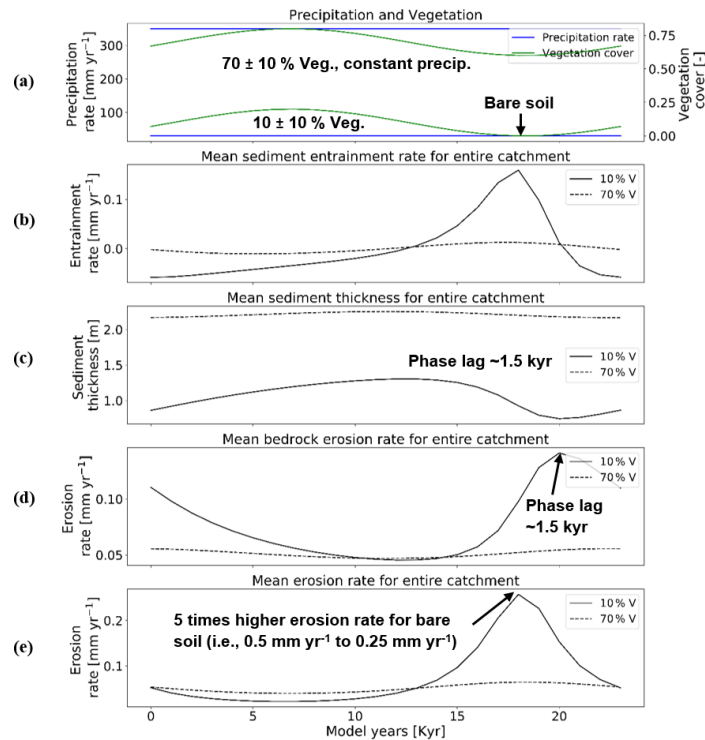 Precipitation and Vegetation
(a)
Precipitation
rate [mm yr⁻¹]
300
200
100
Precipitation rate
Vegetation cover
70 ± 10 % Veg., constant precip.
10 ± 10 % Veg.
Bare soil
0.75
0.50
0.25
0.00
Vegetation
cover [-]
Mean sediment entrainment rate for entire catchment
(b)
Entrainment
rate [mm yr⁻¹]
0.1
0.0
10 % V
70 % V
Mean sediment thickness for entire catchment
(c)
Sediment
thickness [m]
2.0
1.5
1.0
Phase lag ~1.5 kyr
10 % V
70 % V
Mean bedrock erosion rate for entire catchment
(d)
Erosion
rate [mm yr⁻¹]
0.10
0.05
10 % V
70 % V
Phase lag
~1.5 kyr
Mean erosion rate for entire catchment
(e)
Erosion
rate [mm yr⁻¹]
0.2
0.1
5 times higher erosion rate for bare
soil (i.e., 0.5 mm yr⁻¹ to 0.25 mm yr⁻¹)
10 % V
70 % V
0 5 10 15 20
Model years [Kyr]